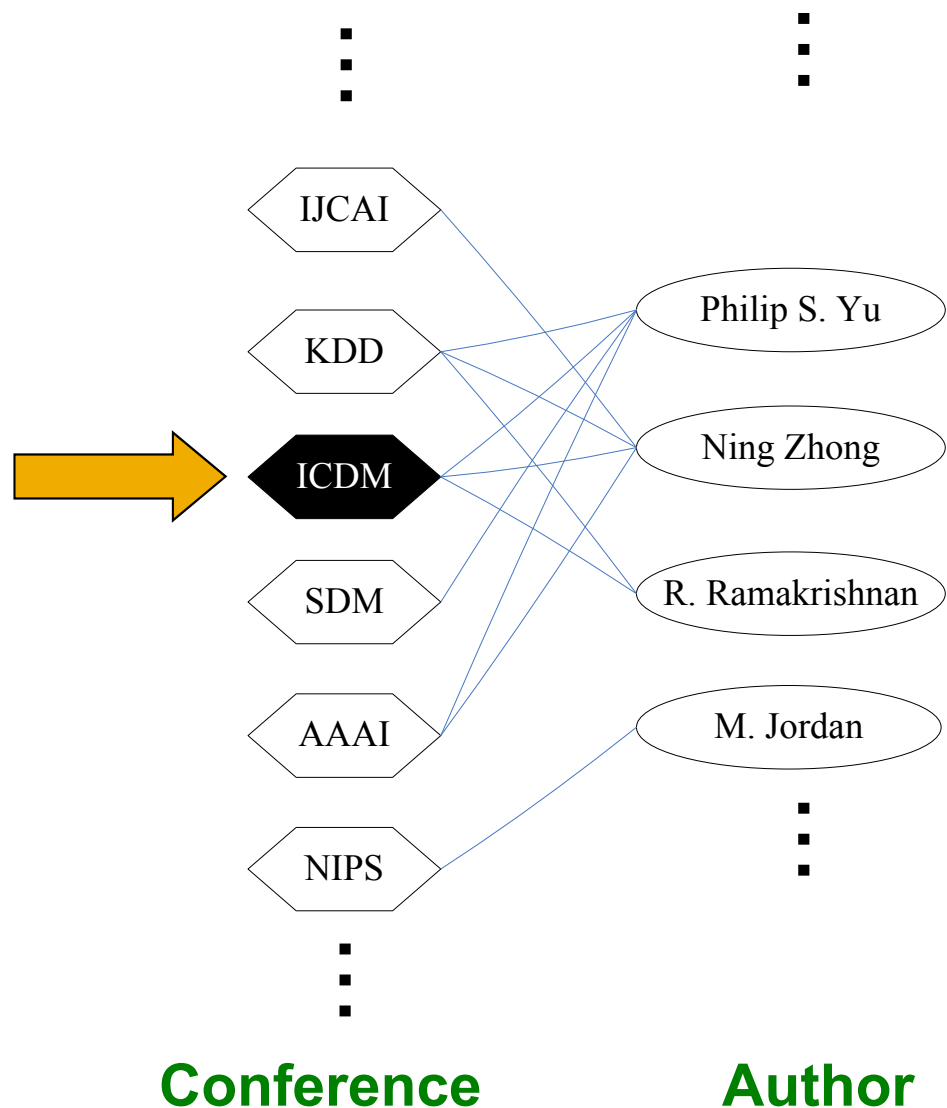 IJCAI
KDD
ICDM
SDM
AAAI
NIPS
Philip S. Yu
Ning Zhong
R. Ramakrishnan
M. Jordan
Conference
Author